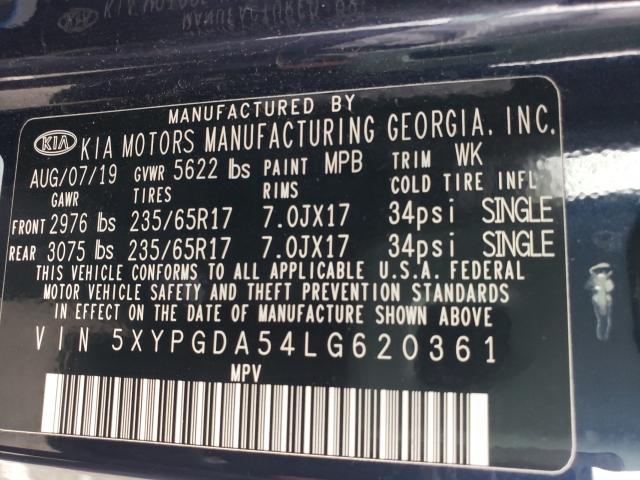 MANUFACTURED BY
KIA KIA MOTORS MANUFACTURING GEORGIA, INC.
AUG/07/19 GVWR 5622 lbs PAINT MPB TRIM WK
GAWR TIRES RIMS COLD TIRE INFL
FRONT 2976 lbs 235/65R17 7.0JX17 34psi SINGLE
REAR 3075 lbs 235/65R17 7.0JX17 34psi SINGLE
THIS VEHICLE CONFORMS TO ALL APPLICABLE U.S.A. FEDERAL
MOTOR VEHICLE SAFETY AND THEFT PREVENTION STANDARDS
IN EFFECT ON THE DATE OF MANUFACTURE SHOWN ABOVE.
VIN 5XYPGDA54LG620361
MPV